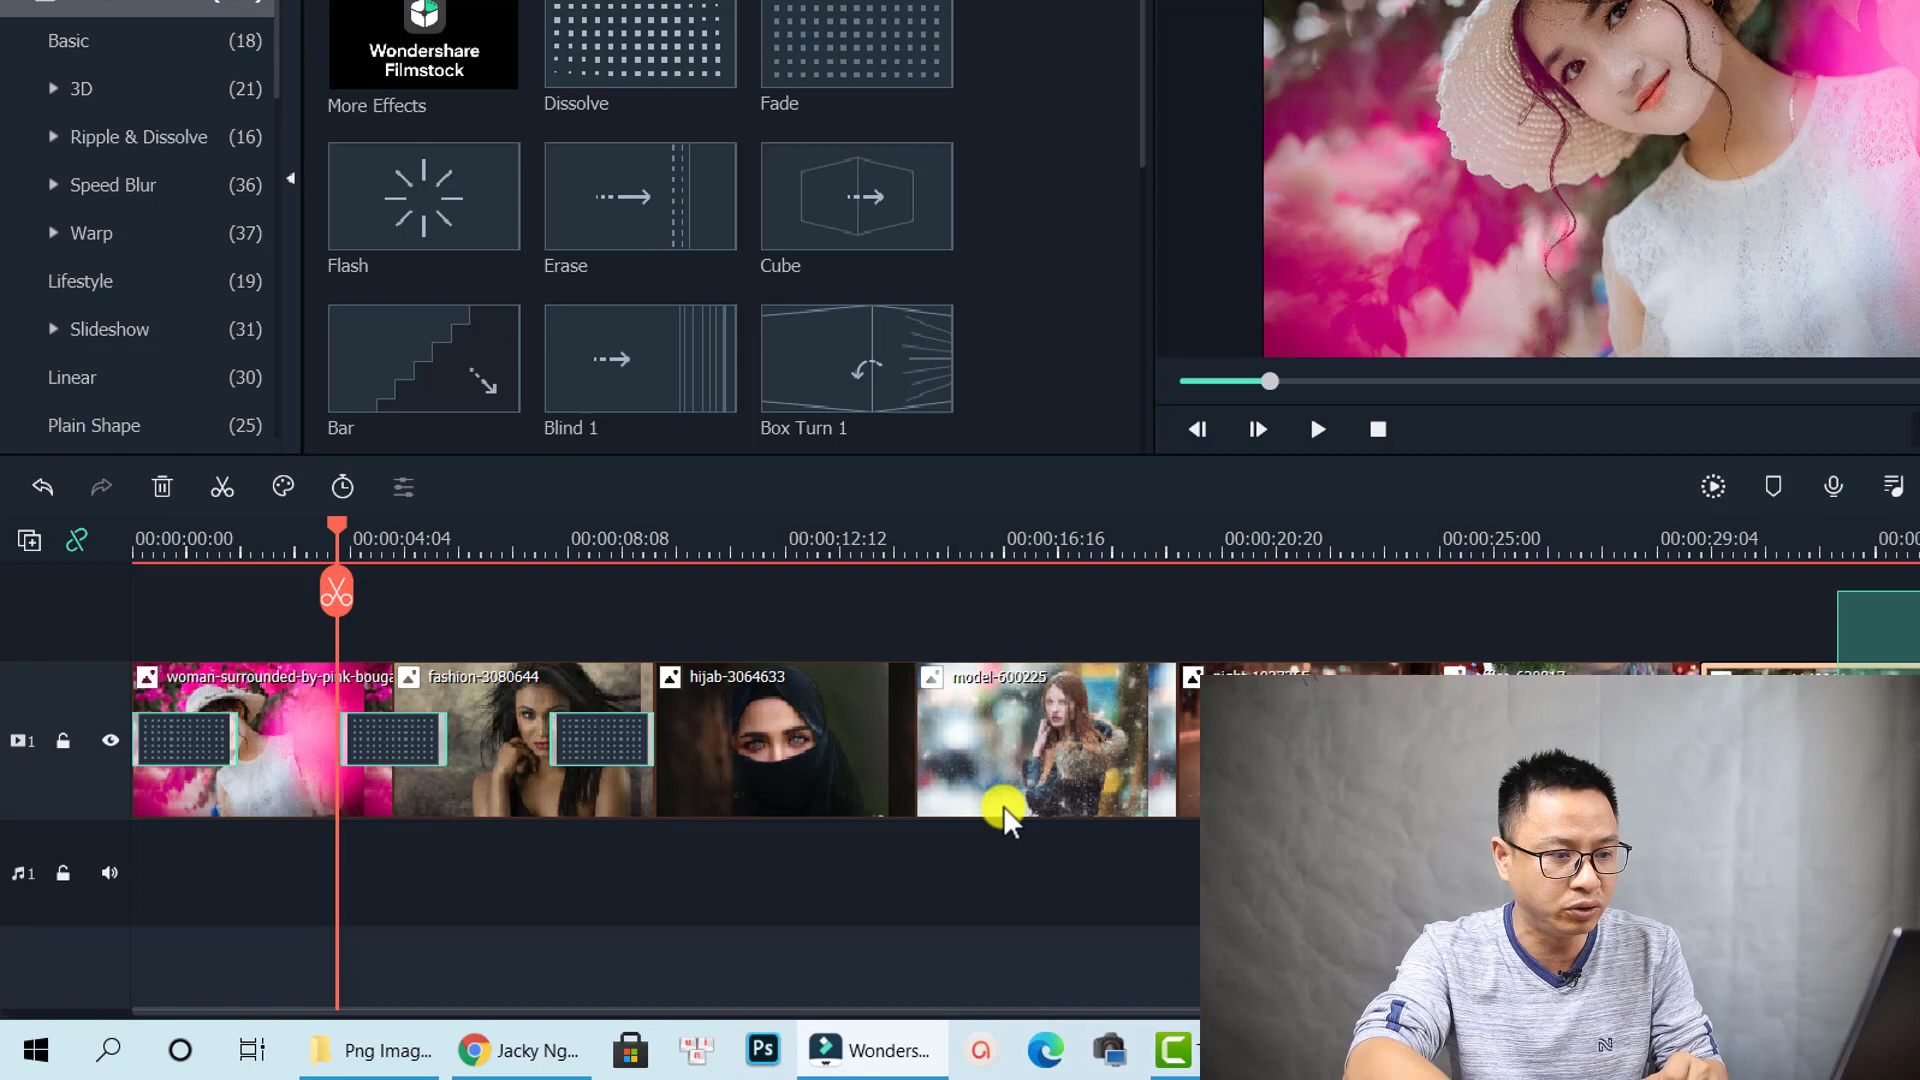 Basic (18)
3D (21)
Ripple & Dissolve (16)
Speed Blur (36)
Warp (37)
Lifestyle (19)
Slideshow (31)
Linear (30)
Plain Shape (25)
Wondershare
Filmstock
More Effects
Dissolve
Fade
Flash
Erase
Cube
Bar
Blind 1
Box Turn 1
00:00:00:00 00:00:04:04 00:00:08:08 00:00:12:12 00:00:16:16 00:00:20:20 00:00:25:00 00:00:29:04 00:00
woman-surrounded-by-pink-bouga
fashion-3080644
hijab-3064633
model-600225
1
1
Png Imag...
Jacky Ng...
Ps
Wonders...